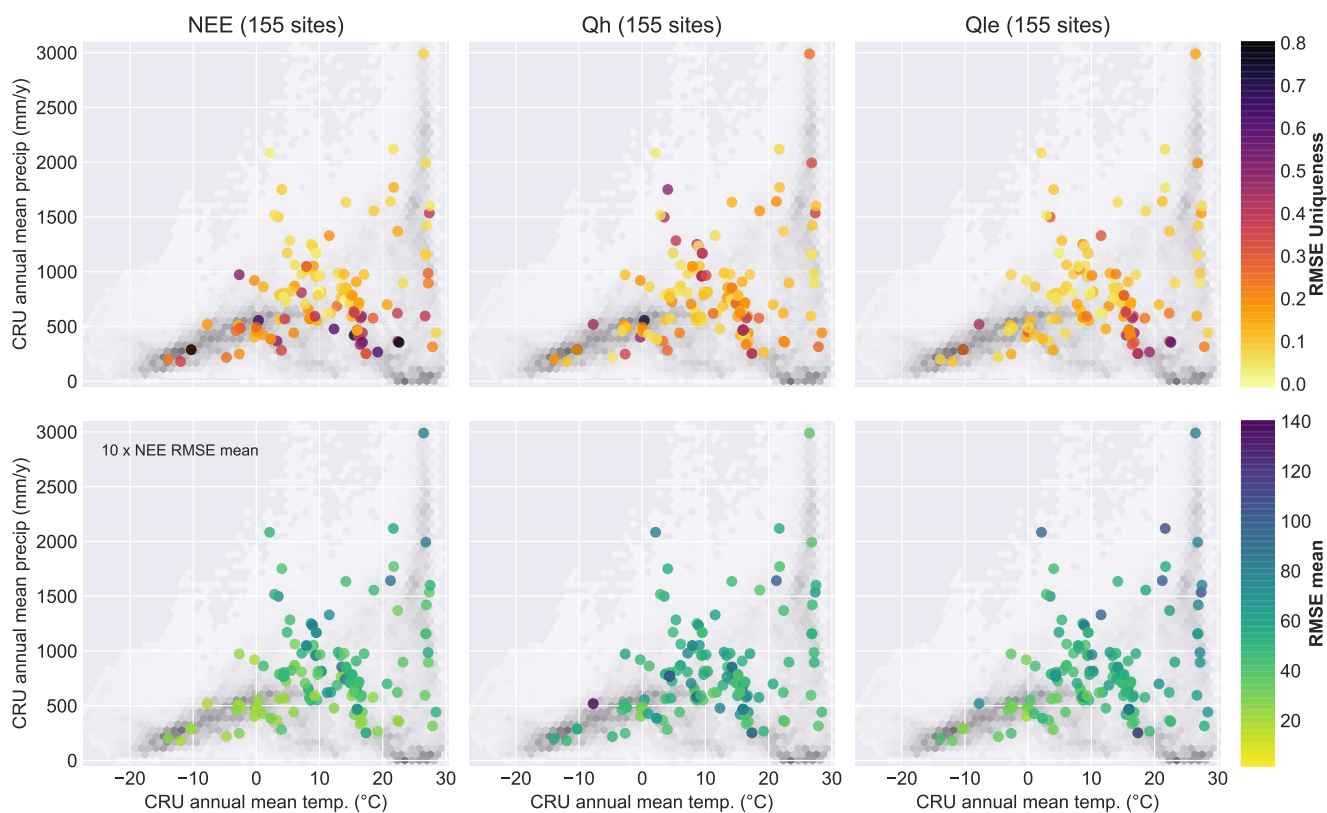 NEE (155 sites)
Qh (155 sites)
Qle (155 sites)
CRU annual mean precip (mm/y)
3000
2500
2000
1500
1000
500
0
0.8
0.7
0.6
0.5
0.4
0.3
0.2
0.1
0.0
RMSE Uniqueness
CRU annual mean precip (mm/y)
3000
2500
2000
1500
1000
500
0
10 x NEE RMSE mean
140
120
100
80
60
40
20
RMSE mean
−20 −10 0 10 20 30
−20 −10 0 10 20 30
−20 −10 0 10 20 30
CRU annual mean temp. (°C)
CRU annual mean temp. (°C)
CRU annual mean temp. (°C)